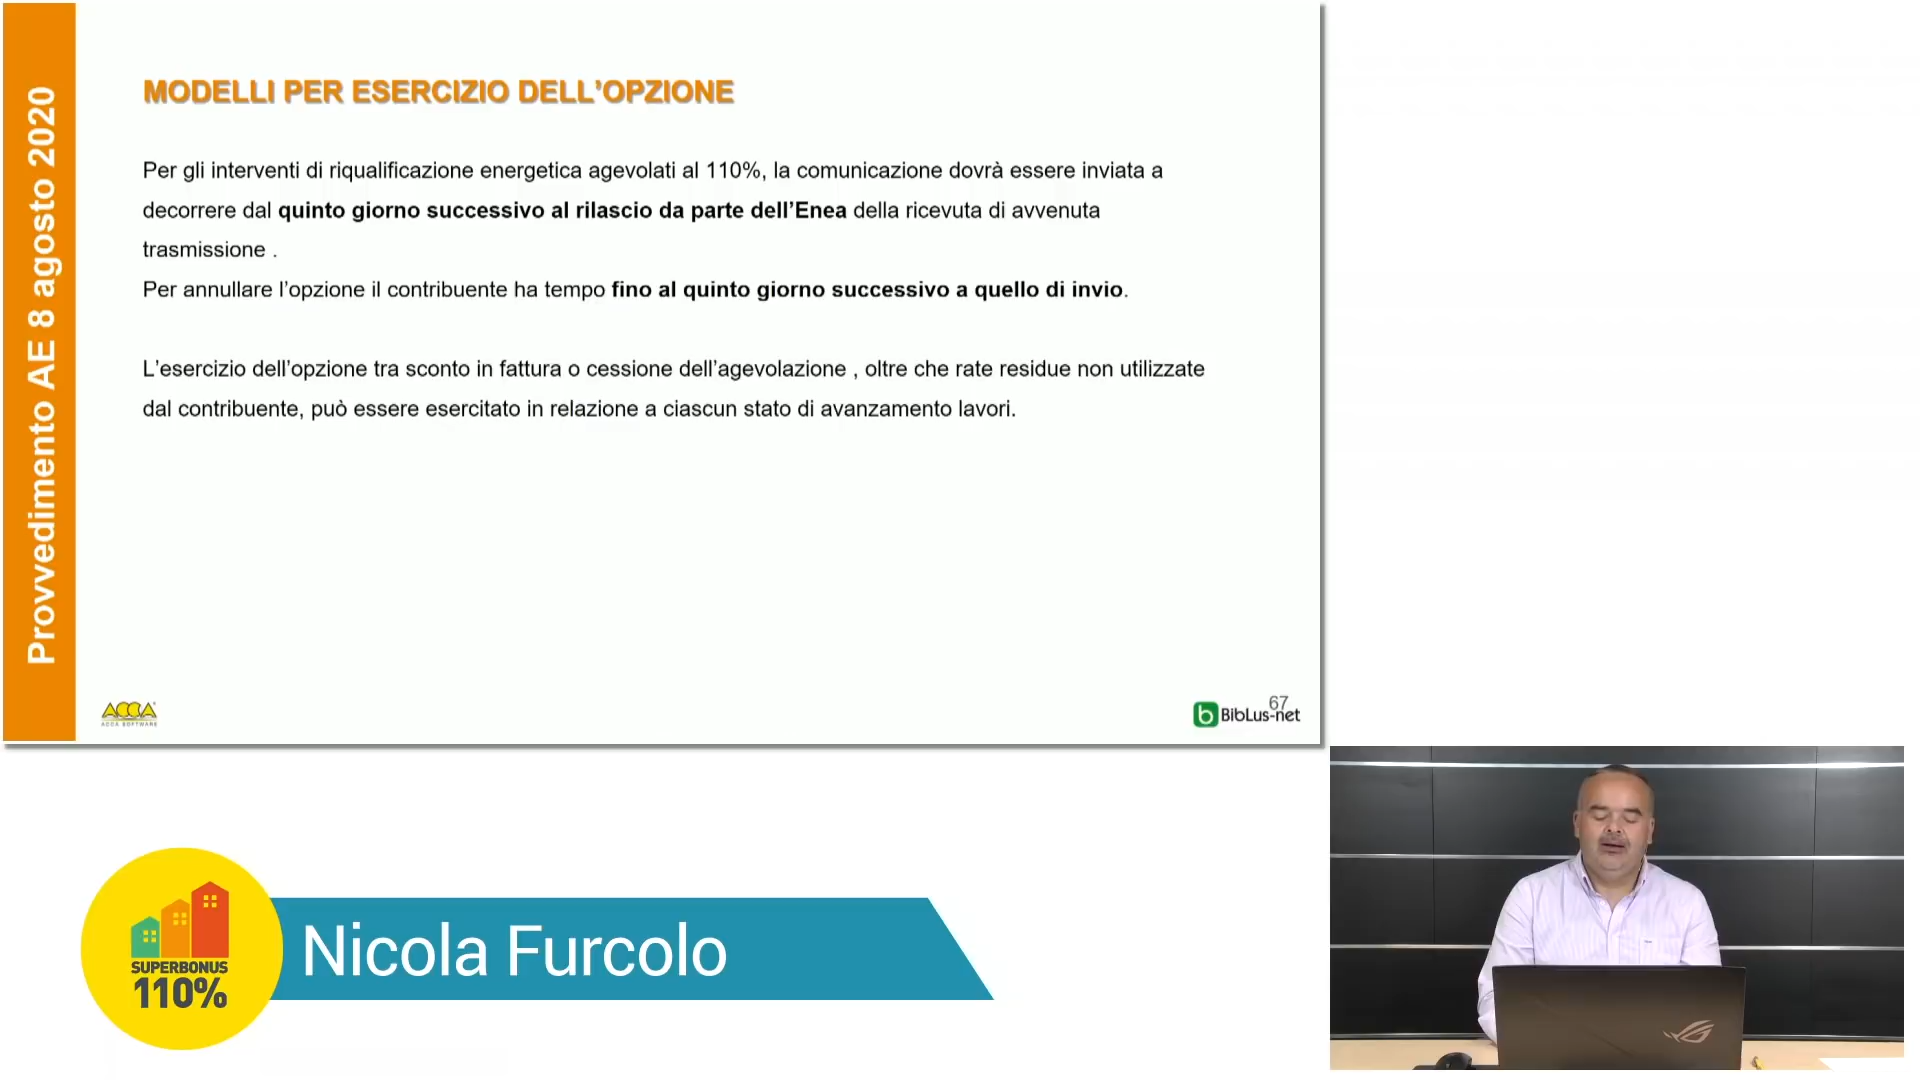 Provvedimento AE 8 agosto 2020
MODELLI PER ESERCIZIO DELL’OPZIONE
Per gli interventi di riqualificazione energetica agevolati al 110%, la comunicazione dovrà essere inviata a
decorrere dal quinto giorno successivo al rilascio da parte dell’Enea della ricevuta di avvenuta
trasmissione .
Per annullare l’opzione il contribuente ha tempo fino al quinto giorno successivo a quello di invio.
L’esercizio dell’opzione tra sconto in fattura o cessione dell’agevolazione , oltre che rate residue non utilizzate
dal contribuente, può essere esercitato in relazione a ciascun stato di avanzamento lavori.
ACCA
ACCA SOFTWARE
67
BibLus-net
SUPERBONUS
110%
Nicola Furcolo